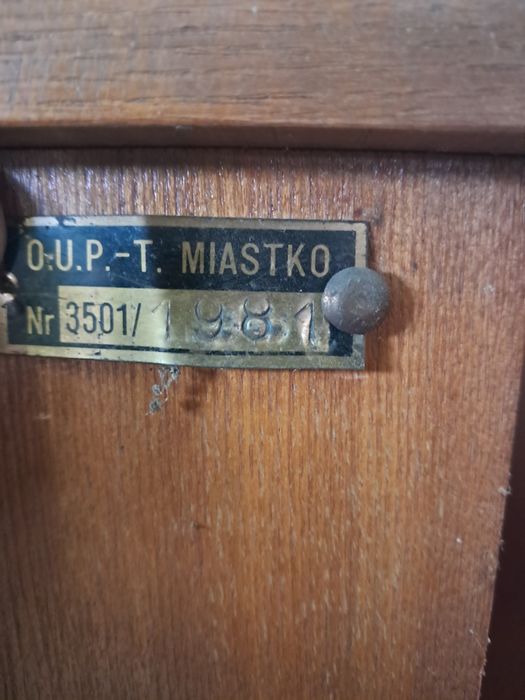 O.U.P.-T. MIASTKO
Nr 3501/1981